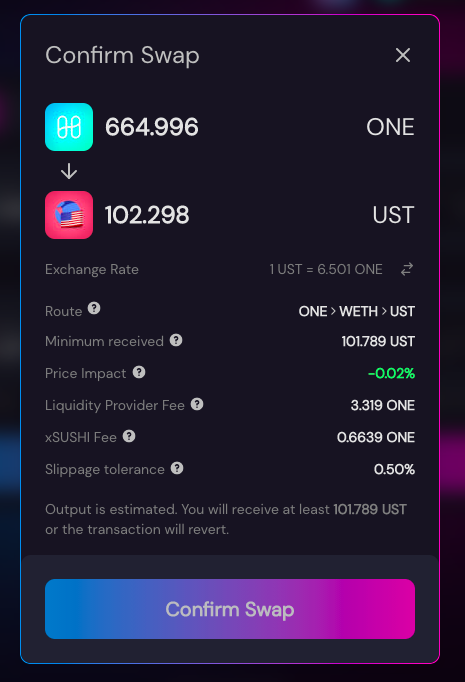 Confirm Swap
664.996 ONE
102.298 UST
Exchange Rate 1 UST = 6.501 ONE
Route ? ONE > WETH > UST
Minimum received ? 101.789 UST
Price Impact ? -0.02%
Liquidity Provider Fee ? 3.319 ONE
xSUSHI Fee ? 0.6639 ONE
Slippage tolerance ? 0.50%
Output is estimated. You will receive at least 101.789 UST
or the transaction will revert.
Confirm Swap